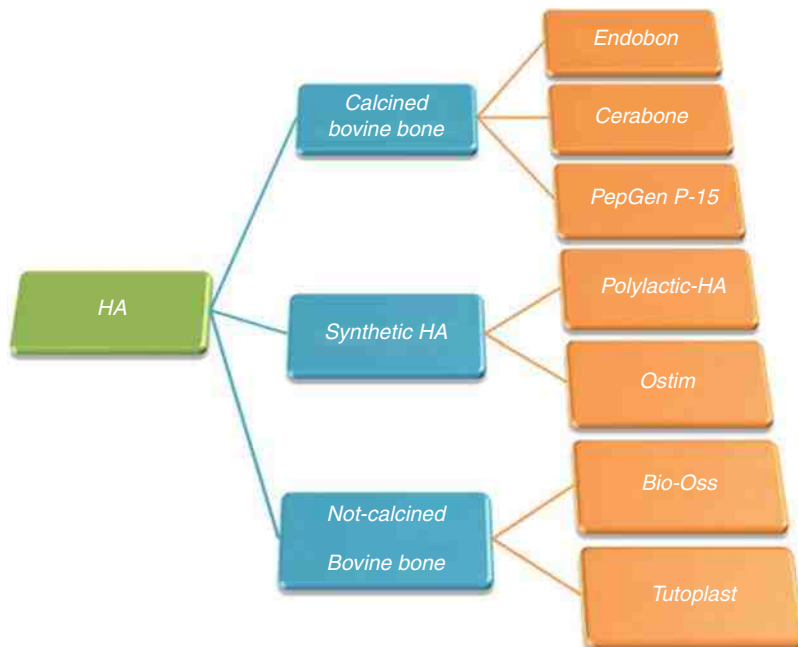 HA
Calcined
bovine bone
Endobon
Cerabone
PepGen P-15
Synthetic HA
Polylactic-HA
Ostim
Not-calcined
Bovine bone
Bio-Oss
Tutoplast